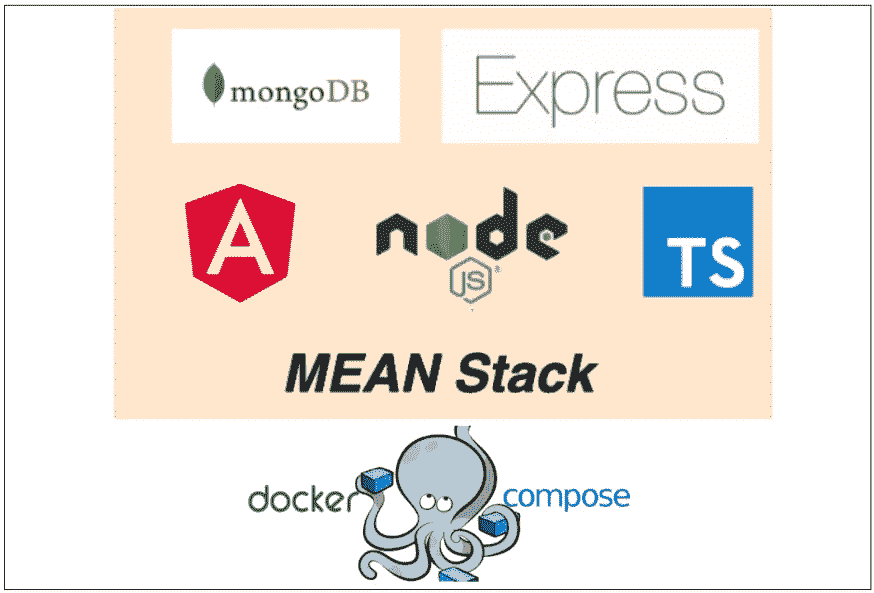 mongoDB
Express
A
node
JS
TS
MEAN Stack
docker compose